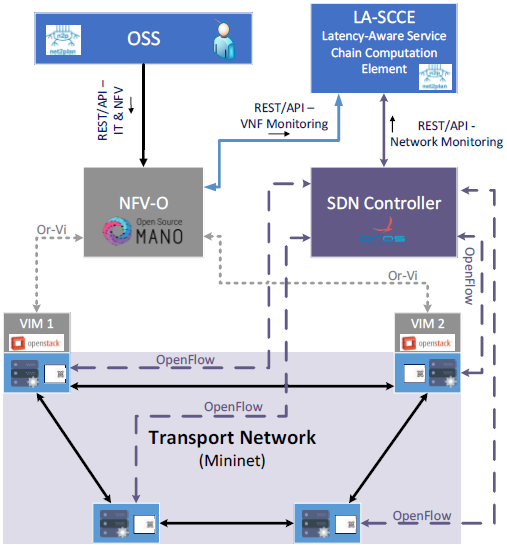 OSS
net2plan
LA-SCCE
Latency-Aware Service
Chain Computation
Element
net2plan
REST/API –
IT & NFV
REST/API –
VNF Monitoring
REST/API -
Network Monitoring
NFV-O
Open Source
MANO
SDN Controller
Or-Vi
Or-Vi
OpenFlow
VIM 1
openstack
VIM 2
openstack
OpenFlow
OpenFlow
Transport Network
(Mininet)
OpenFlow